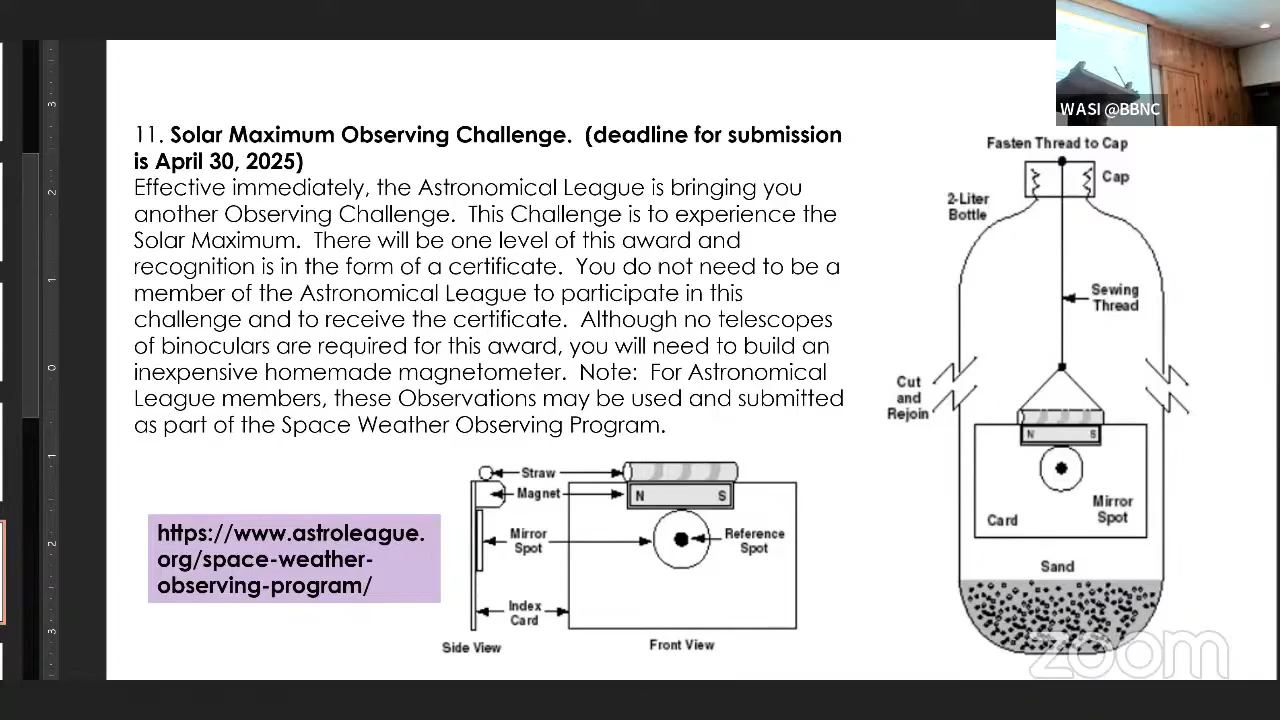 11. Solar Maximum Observing Challenge. (deadline for submission
is April 30, 2025)
Effective immediately, the Astronomical League is bringing you
another Observing Challenge. This Challenge is to experience the
Solar Maximum. There will be one level of this award and
recognition is in the form of a certificate. You do not need to be a
member of the Astronomical League to participate in this
challenge and to receive the certificate. Although no telescopes
of binoculars are required for this award, you will need to build an
inexpensive homemade magnetometer. Note: For Astronomical
League members, these Observations may be used and submitted
as part of the Space Weather Observing Program.
https://www.astroleague.
org/space-weather-
observing-program/
Straw
Magnet
N S
Mirror
Spot
Reference
Spot
Index
Card
Side View
Front View
WASI @BBNC
Fasten Thread to Cap
Cap
2-Liter
Bottle
Sewing
Thread
Cut
and
Rejoin
N S
Mirror
Spot
Card
Sand
zoom
3
2
1
0
1
2
3